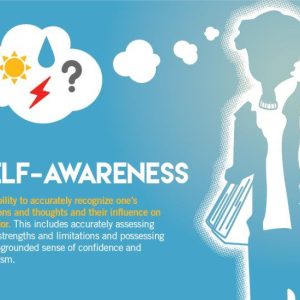 ?
ELF-AWARENESS
bility to accurately recognize one's
ons and thoughts and their influence on
or. This includes accurately assessing
strengths and limitations and possessing
-grounded sense of confidence and
ism.